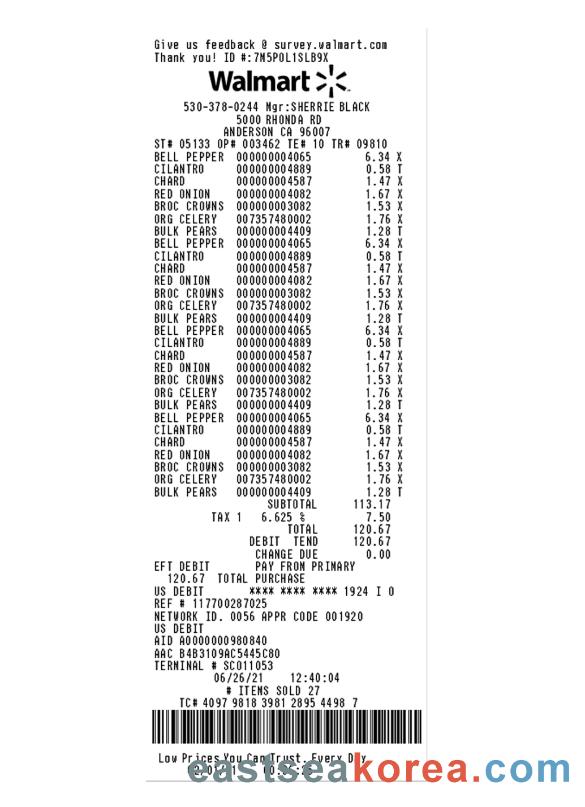 Give us feedback @ survey.walmart.com
Thank you! ID #:7M5P0L1SLB9X
Walmart
530-378-0244 Mgr:SHERRIE BLACK
5000 RHONDA RD
ANDERSON CA 96007
ST# 05133 OP# 003462 TE# 10 TR# 09810
BELL PEPPER 000000004065 6.34 X
CILANTRO 000000004889 0.58 T
CHARD 000000004587 1.47 X
RED ONION 000000004082 1.67 X
BROC CROWNS 000000003082 1.53 X
ORG CELERY 007357480002 1.76 X
BULK PEARS 000000004409 1.28 T
BELL PEPPER 000000004065 6.34 X
CILANTRO 000000004889 0.58 T
CHARD 000000004587 1.47 X
RED ONION 000000004082 1.67 X
BROC CROWNS 000000003082 1.53 X
ORG CELERY 007357480002 1.76 X
BULK PEARS 000000004409 1.28 T
BELL PEPPER 000000004065 6.34 X
CILANTRO 000000004889 0.58 T
CHARD 000000004587 1.47 X
RED ONION 000000004082 1.67 X
BROC CROWNS 000000003082 1.53 X
ORG CELERY 007357480002 1.76 X
BULK PEARS 000000004409 1.28 T
BELL PEPPER 000000004065 6.34 X
CILANTRO 000000004889 0.58 T
CHARD 000000004587 1.47 X
RED ONION 000000004082 1.67 X
BROC CROWNS 000000003082 1.53 X
ORG CELERY 007357480002 1.76 X
BULK PEARS 000000004409 1.28 T
SUBTOTAL 113.17
TAX 1 6.625 % 7.50
TOTAL 120.67
DEBIT TEND 120.67
CHANGE DUE 0.00
EFT DEBIT PAY FROM PRIMARY
120.67 TOTAL PURCHASE
US DEBIT **** **** **** 1924 I 0
REF # 117700287025
NETWORK ID. 0056 APPR CODE 001920
US DEBIT
AID A0000000980840
AAC B4B3109AC5445C80
TERMINAL # SC011053
06/26/21 12:40:04
# ITEMS SOLD 27
TC# 4097 9818 3981 2895 4498 7
Low Prices You Can Trust. Every Day
eastseakorea.com